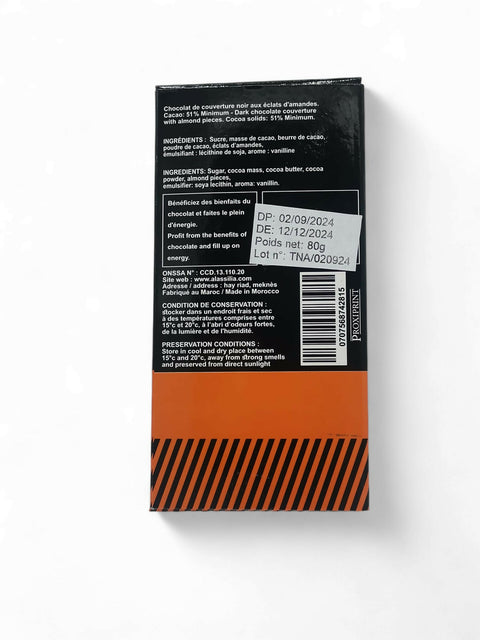 Chocolat de couverture noir aux éclats d'amandes.
Cacao: 51% Minimum - Dark chocolate couverture
with almond pieces. Cocoa solids: 51% Minimum.
INGRÉDIENTS : Sucre, masse de cacao, beurre de cacao,
poudre de cacao, éclats d'amandes,
émulsifiant : lécithine de soja, arome : vanilline
INGREDIENTS: Sugar, cocoa mass, cocoa butter, cocoa
powder, almond pieces,
emulsifier: soya lecithin, aroma: vanillin.
Bénéficiez des bienfaits du
chocolat et faites le plein
d'énergie.
Profit from the benefits of
chocolate and fill up on
energy.
DP: 02/09/2024
DE: 12/12/2024
Poids net: 80g
Lot n°: TNA/020924
ONSSA N° : CCD.13.110.20
Site web : www.alassilia.com
Adresse / address : hay riad, meknès
Fabriqué au Maroc / Made in Morocco
CONDITION DE CONSERVATION :
stocker dans un endroit frais et sec
à des températures comprises entre
15°c et 20°c, à l'abri d'odeurs fortes,
de la lumière et de l'humidité.
PRESERVATION CONDITIONS :
Store in cool and dry place between
15°c and 20°c, away from strong smells
and preserved from direct sunlight
0707568742815
PROXIPRINT